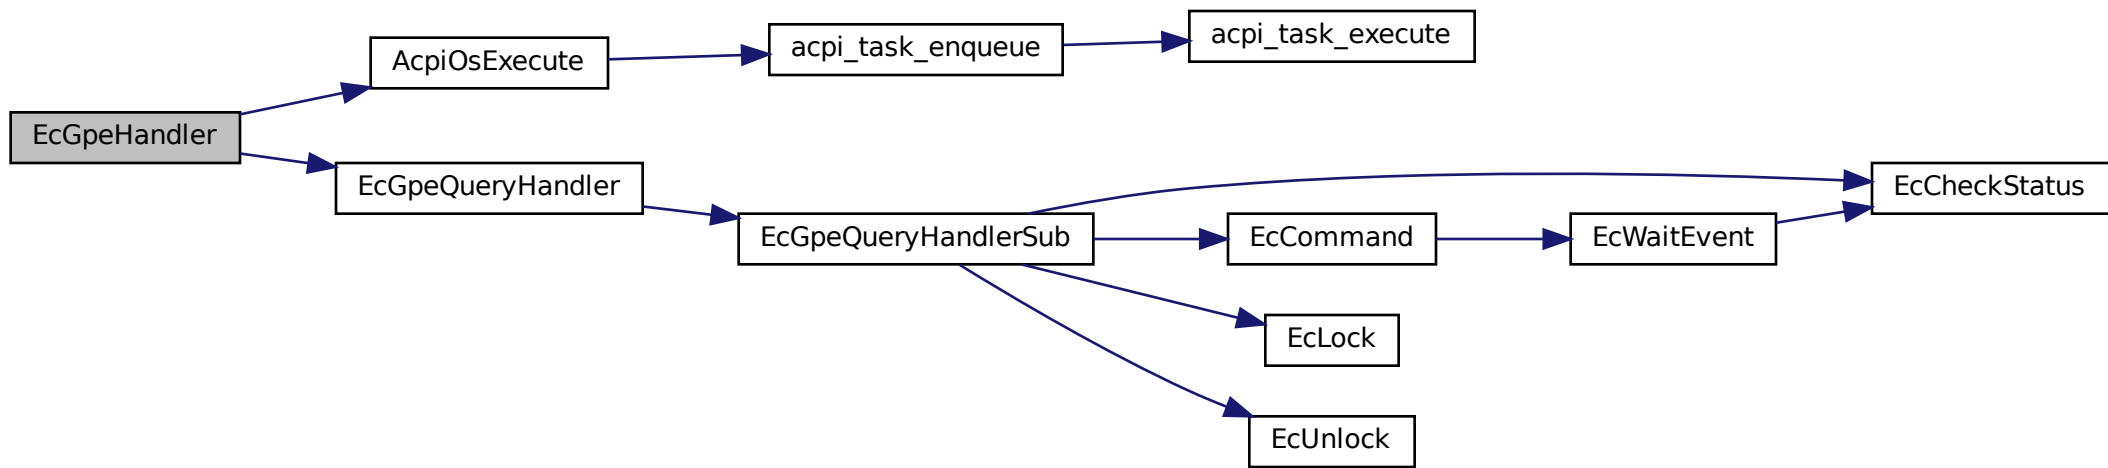 EcGpeHandler
AcpiOsExecute
acpi_task_enqueue
acpi_task_execute
EcGpeQueryHandler
EcGpeQueryHandlerSub
EcCheckStatus
EcCommand
EcWaitEvent
EcLock
EcUnlock